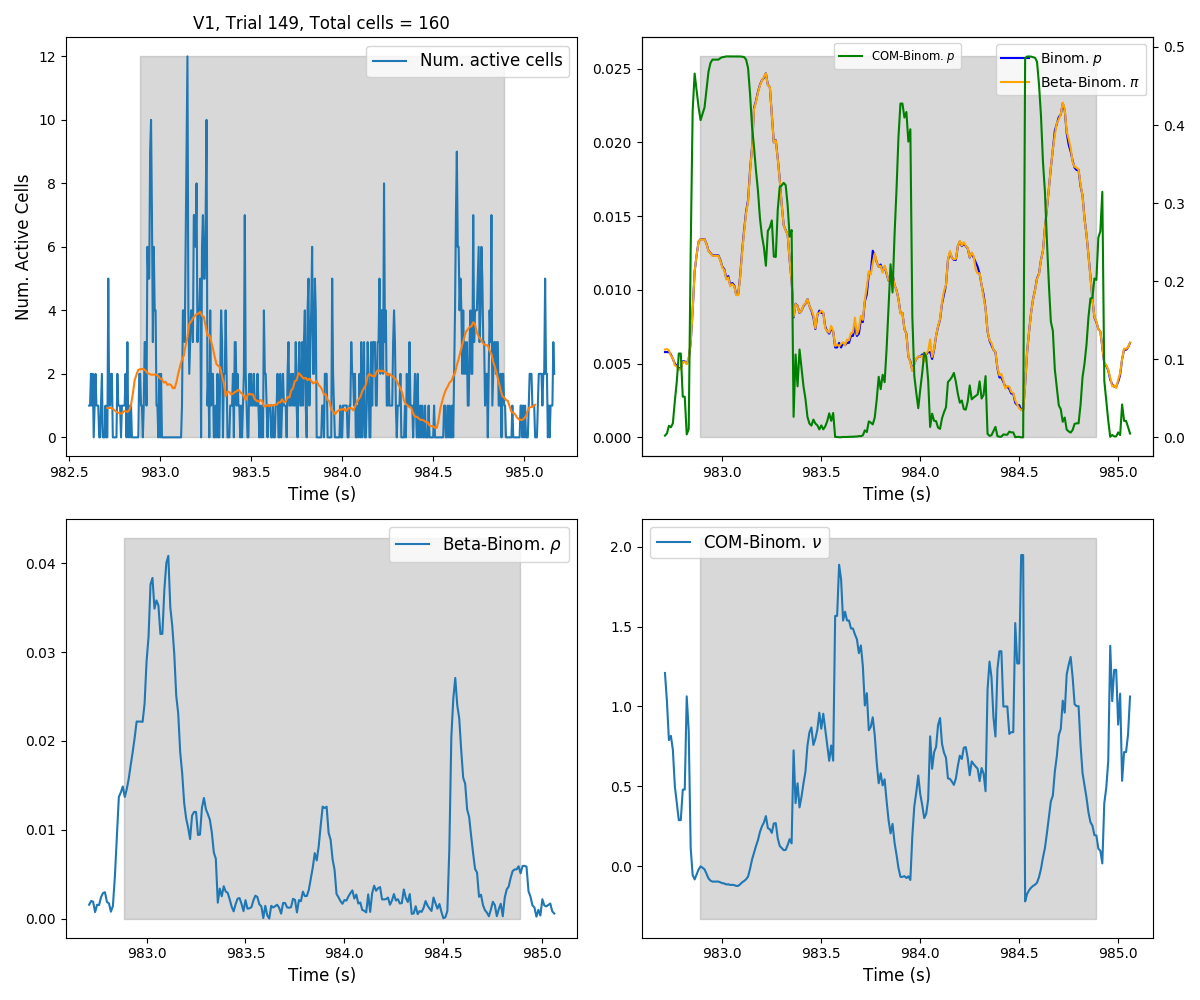 V1, Trial 149, Total cells = 160
Num. active cells
12
10
8
6
4
2
0
Num. Active Cells
982.5 983.0 983.5 984.0 984.5 985.0
Time (s)
COM-Binom. p
Binom. p
Beta-Binom. π
0.025
0.020
0.015
0.010
0.005
0.000
0.5
0.4
0.3
0.2
0.1
0.0
983.0 983.5 984.0 984.5 985.0
Time (s)
Beta-Binom. ρ
0.04
0.03
0.02
0.01
0.00
983.0 983.5 984.0 984.5 985.0
Time (s)
COM-Binom. ν
2.0
1.5
1.0
0.5
0.0
983.0 983.5 984.0 984.5 985.0
Time (s)